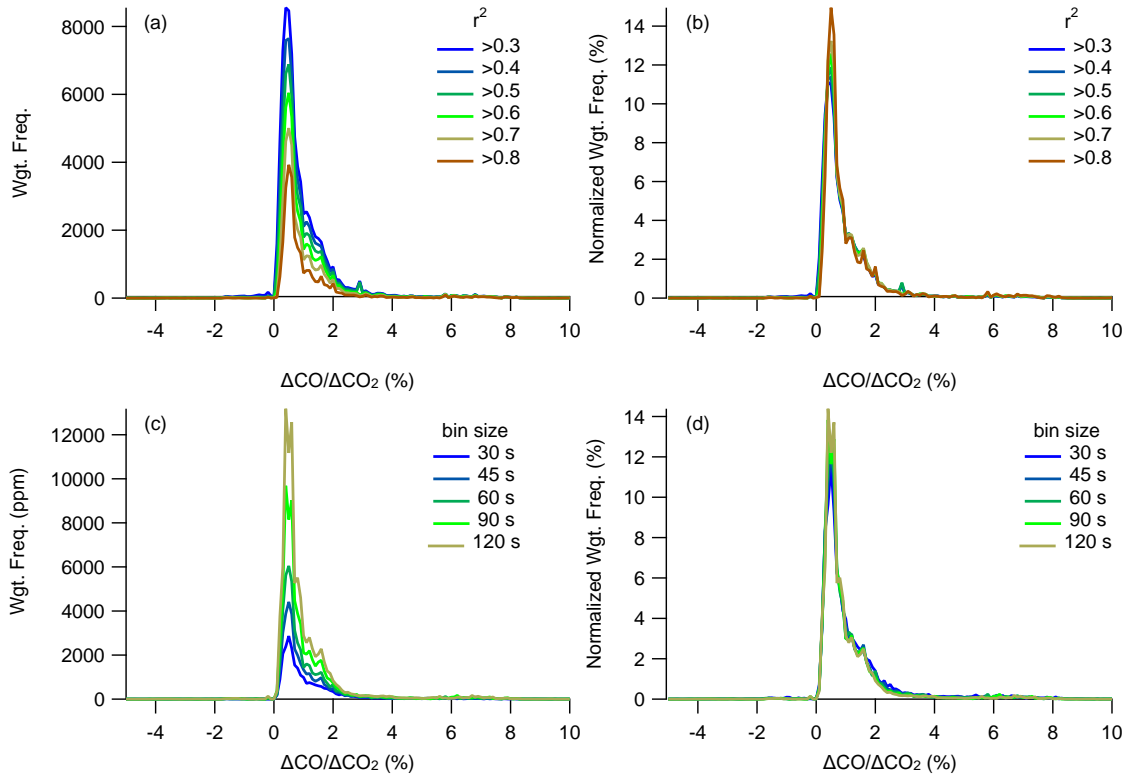 (a)
r²
>0.3
>0.4
>0.5
>0.6
>0.7
>0.8
Wgt. Freq.
8000
6000
4000
2000
0
-4 -2 0 2 4 6 8 10
ΔCO/ΔCO₂ (%)
(b)
r²
>0.3
>0.4
>0.5
>0.6
>0.7
>0.8
Normalized Wgt. Freq. (%)
14
12
10
8
6
4
2
0
-4 -2 0 2 4 6 8 10
ΔCO/ΔCO₂ (%)
(c)
bin size
30 s
45 s
60 s
90 s
120 s
Wgt. Freq. (ppm)
12000
10000
8000
6000
4000
2000
0
-4 -2 0 2 4 6 8 10
ΔCO/ΔCO₂ (%)
(d)
bin size
30 s
45 s
60 s
90 s
120 s
Normalized Wgt. Freq. (%)
14
12
10
8
6
4
2
0
-4 -2 0 2 4 6 8 10
ΔCO/ΔCO₂ (%)